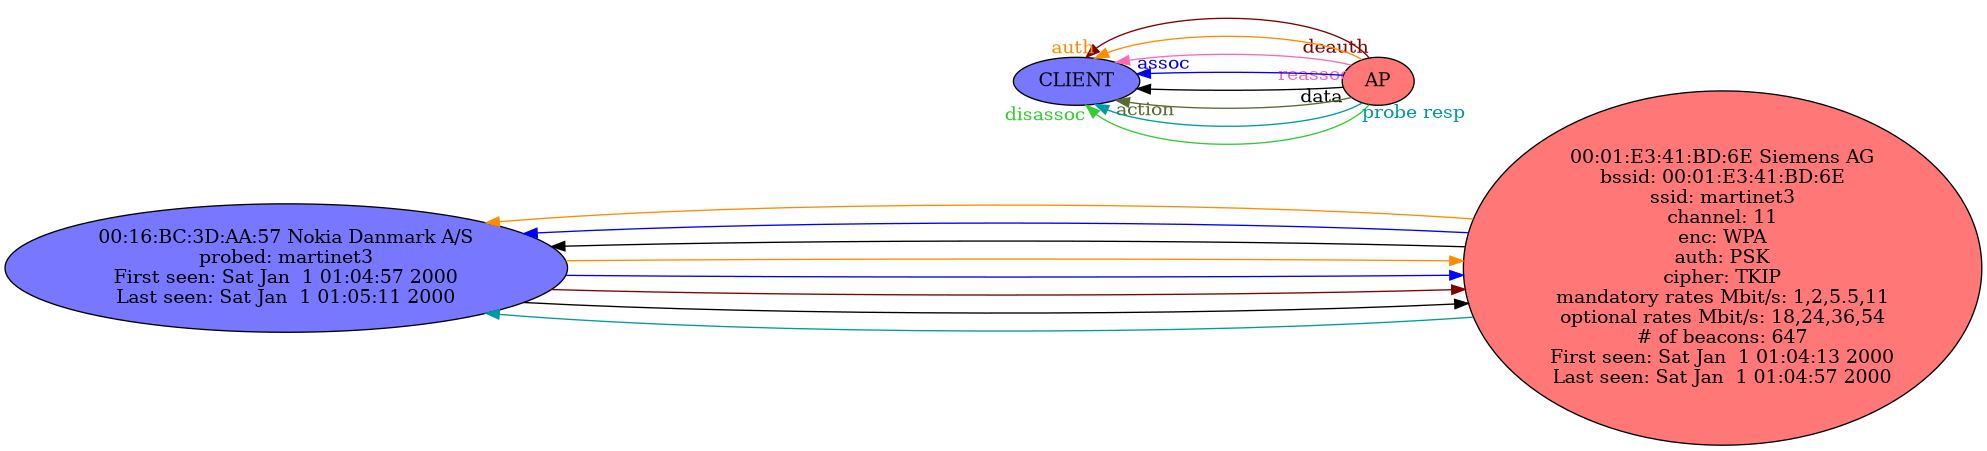 auth
deauth
assoc
reassoc
CLIENT
AP
data
action
disassoc
probe resp
00:16:BC:3D:AA:57 Nokia Danmark A/S
probed: martinet3
First seen: Sat Jan  1 01:04:57 2000
Last seen: Sat Jan  1 01:05:11 2000
00:01:E3:41:BD:6E Siemens AG
bssid: 00:01:E3:41:BD:6E
ssid: martinet3
channel: 11
enc: WPA
auth: PSK
cipher: TKIP
mandatory rates Mbit/s: 1,2,5.5,11
optional rates Mbit/s: 18,24,36,54
# of beacons: 647
First seen: Sat Jan  1 01:04:13 2000
Last seen: Sat Jan  1 01:04:57 2000